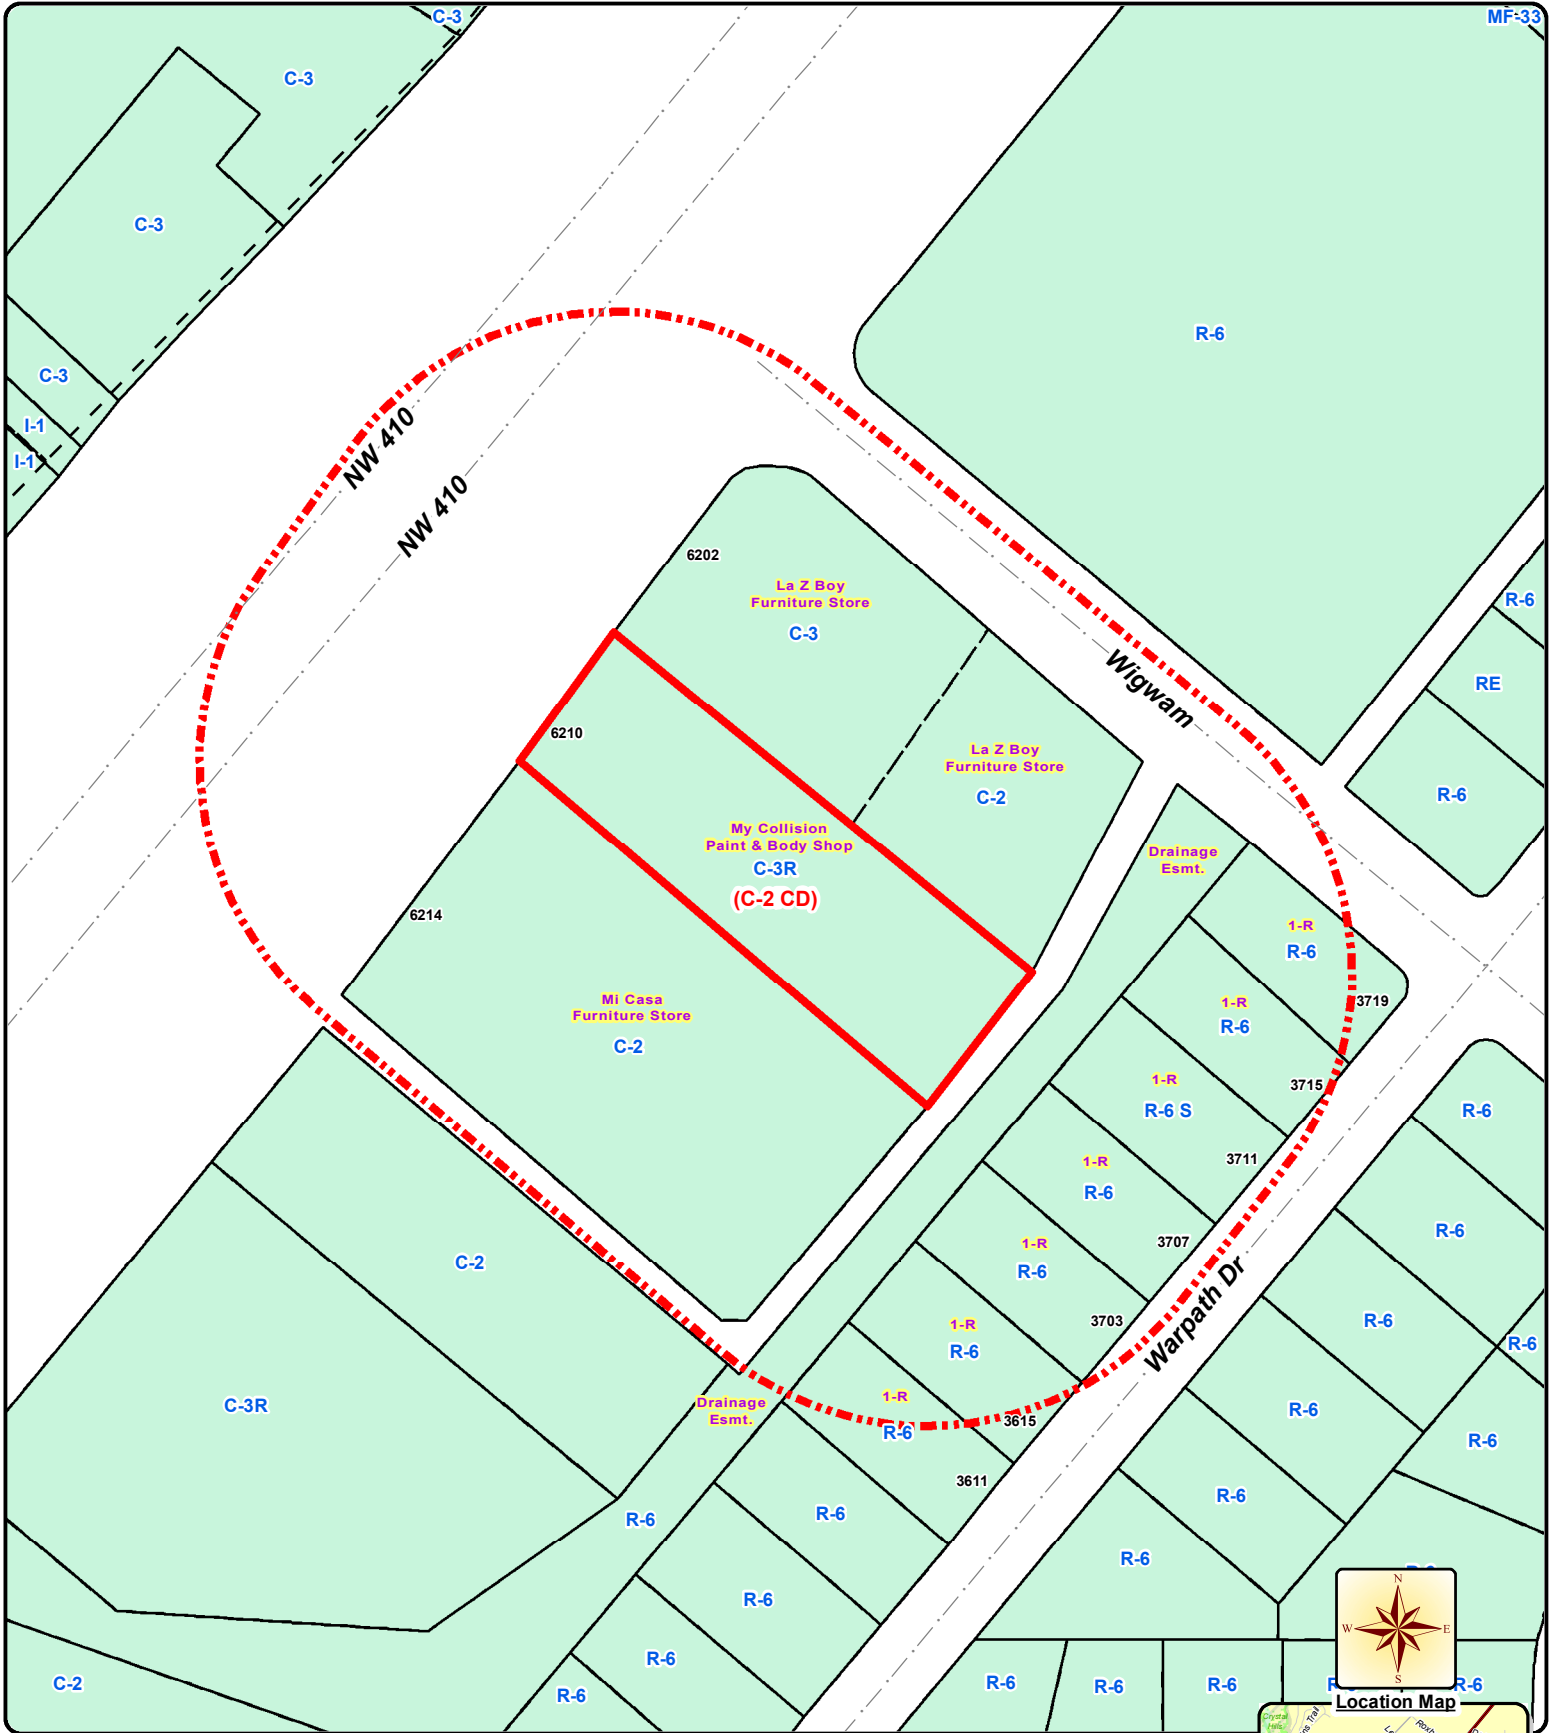 C-3
MF-33
C-3
C-3
R-6
C-3
I-1
I-1
NW 410
NW 410
6202
La Z Boy
Furniture Store
C-3
R-6
RE
R-6
Wigwam
6210
La Z Boy
Furniture Store
C-2
My Collision
Paint & Body Shop
C-3R
(C-2 CD)
Drainage
Esmt.
6214
1-R
R-6
3719
Mi Casa
Furniture Store
C-2
1-R
R-6
3715
1-R
R-6 S
3711
R-6
1-R
R-6
3707
R-6
1-R
R-6
3703
Warpath Dr
C-2
R-6
R-6
1-R
R-6
3615
1-R
R-6
3611
Drainage
Esmt.
C-3R
R-6
R-6
R-6
R-6
R-6
R-6
R-6
R-6
R-6
C-2
R-6
R-6
R-6
R-6
N
W
E
S
Location Map
Crystal
Hills